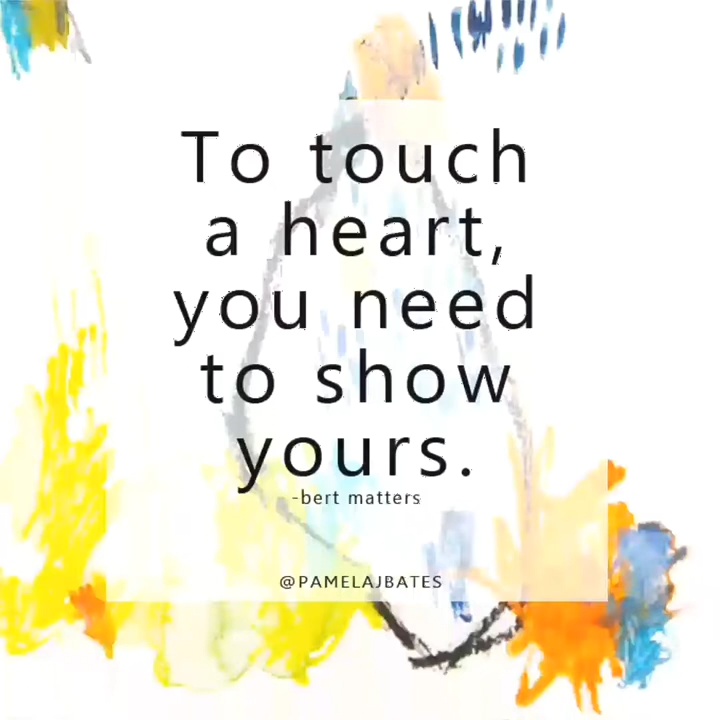 To touch
a heart,
you need
to show
yours.
-bert matters
@PAMELAJBATES